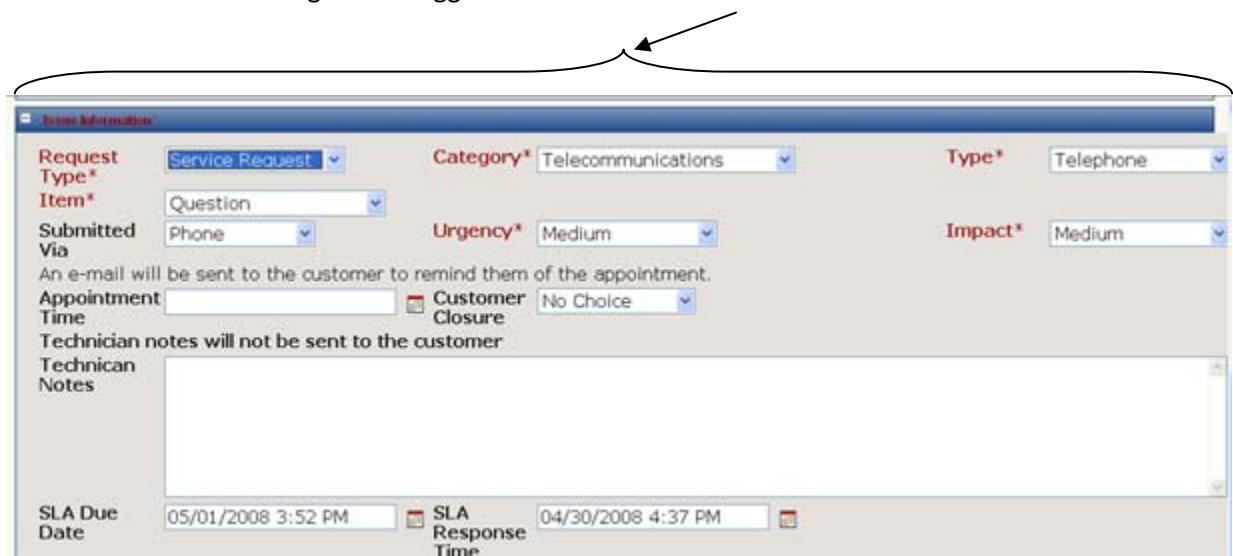 Issue Information
Request Type* Service Request Category* Telecommunications Type* Telephone
Item* Question
Submitted Via Phone Urgency* Medium Impact* Medium
An e-mail will be sent to the customer to remind them of the appointment.
Appointment Time Customer Closure No Choice
Technician notes will not be sent to the customer
Technican Notes
SLA Due Date 05/01/2008 3:52 PM SLA Response Time 04/30/2008 4:37 PM